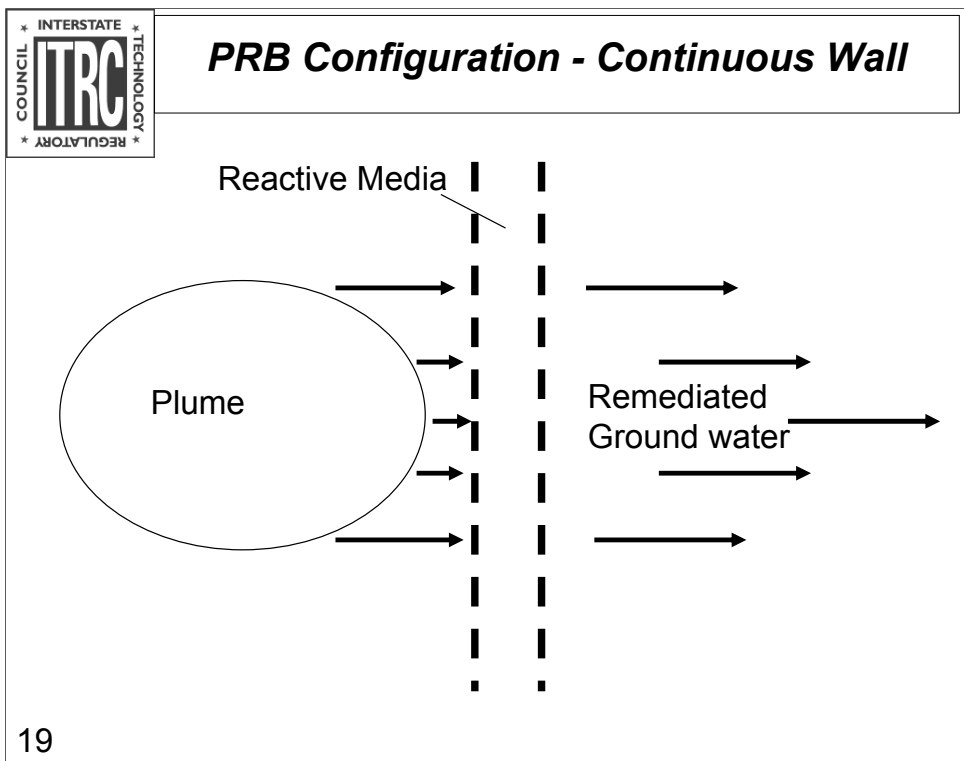 INTERSTATE
TECHNOLOGY
REGULATORY
COUNCIL
ITRC
PRB Configuration - Continuous Wall
Reactive Media
Plume
Remediated
Ground water
19